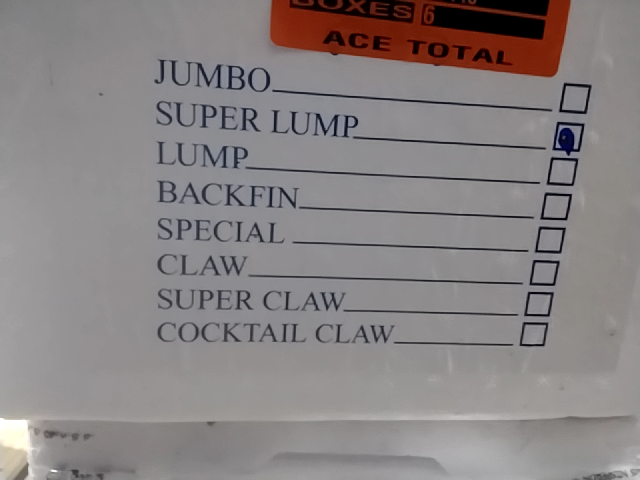 BOXES 6
ACE TOTAL
JUMBO
SUPER LUMP
LUMP
BACKFIN
SPECIAL
CLAW
SUPER CLAW
COCKTAIL CLAW